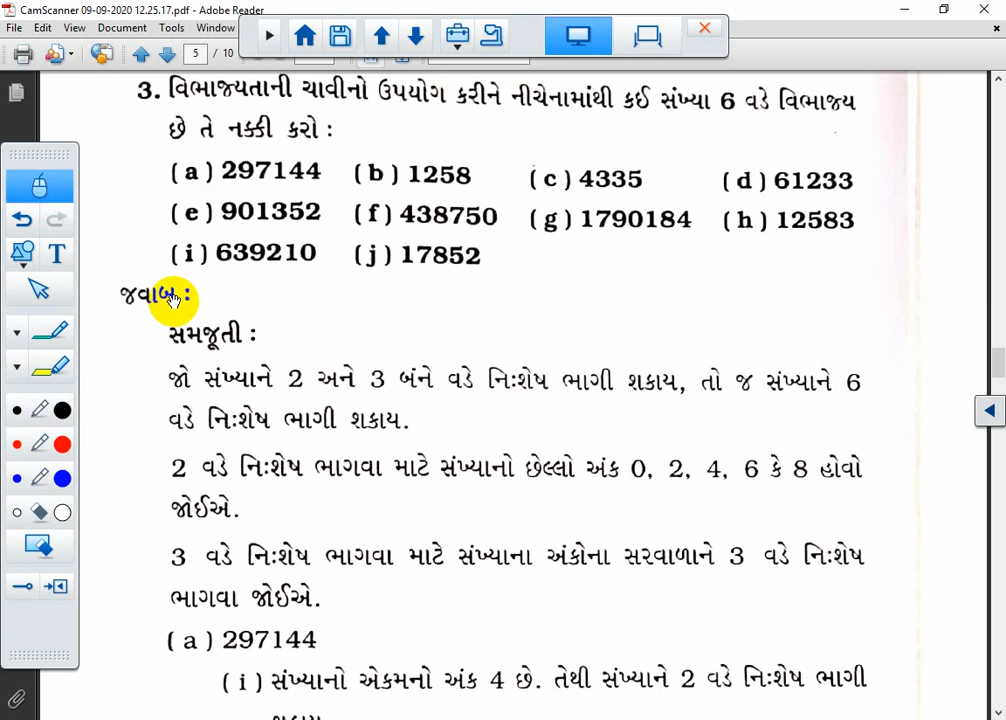 CamScanner 09-09-2020 12.25.17.pdf - Adobe Reader
File Edit View Document Tools Window
5 / 10
3. વિભાજ્યતાની ચાવીનો ઉપયોગ કરીને નીચેનામાંથી કઈ સંખ્યા 6 વડે વિભાજ્ય
છે તે નક્કી કરો :
( a ) 297144 ( b ) 1258 ( c ) 4335 ( d ) 61233
( e ) 901352 ( f ) 438750 ( g ) 1790184 ( h ) 12583
( i ) 639210 ( j ) 17852
જવાબ :
સમજૂતી :
જો સંખ્યાને 2 અને 3 બંને વડે નિઃશેષ ભાગી શકાય, તો જ સંખ્યાને 6
વડે નિઃશેષ ભાગી શકાય.
2 વડે નિઃશેષ ભાગવા માટે સંખ્યાનો છેલ્લો અંક 0, 2, 4, 6 કે 8 હોવો
જોઈએ.
3 વડે નિઃશેષ ભાગવા માટે સંખ્યાના અંકોના સરવાળાને 3 વડે નિઃશેષ
ભાગવા જોઈએ.
( a ) 297144
( i ) સંખ્યાનો એકમનો અંક 4 છે. તેથી સંખ્યાને 2 વડે નિઃશેષ ભાગી
T